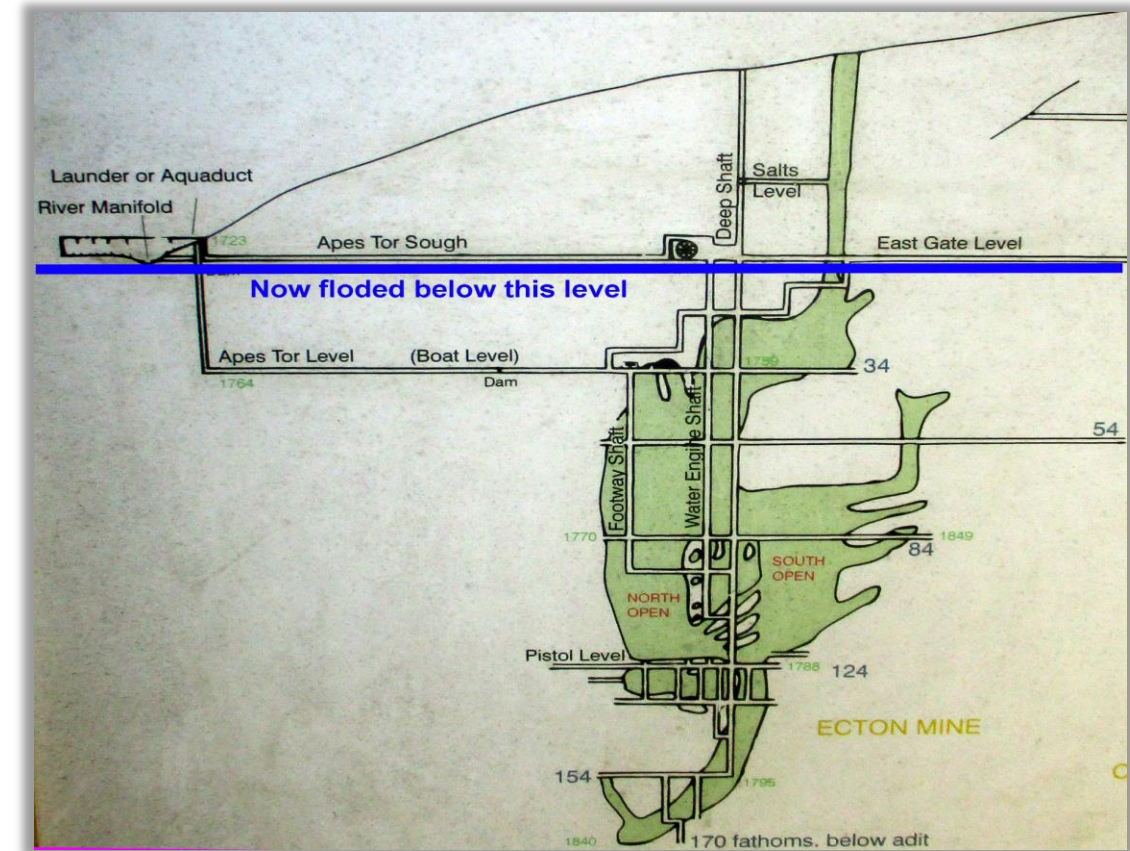 Launder or Aquaduct
River Manifold
1723
Apes Tor Sough
Deep Shaft
Salts
Level
East Gate Level
Now floded below this level
Apes Tor Level (Boat Level)
1764
Dam
1789
34
54
Footway Shaft
Water Engine Shaft
1770
1849
84
SOUTH
OPEN
NORTH
OPEN
Pistol Level
1788
124
ECTON MINE
154
1795
1840
170 fathoms. below adit